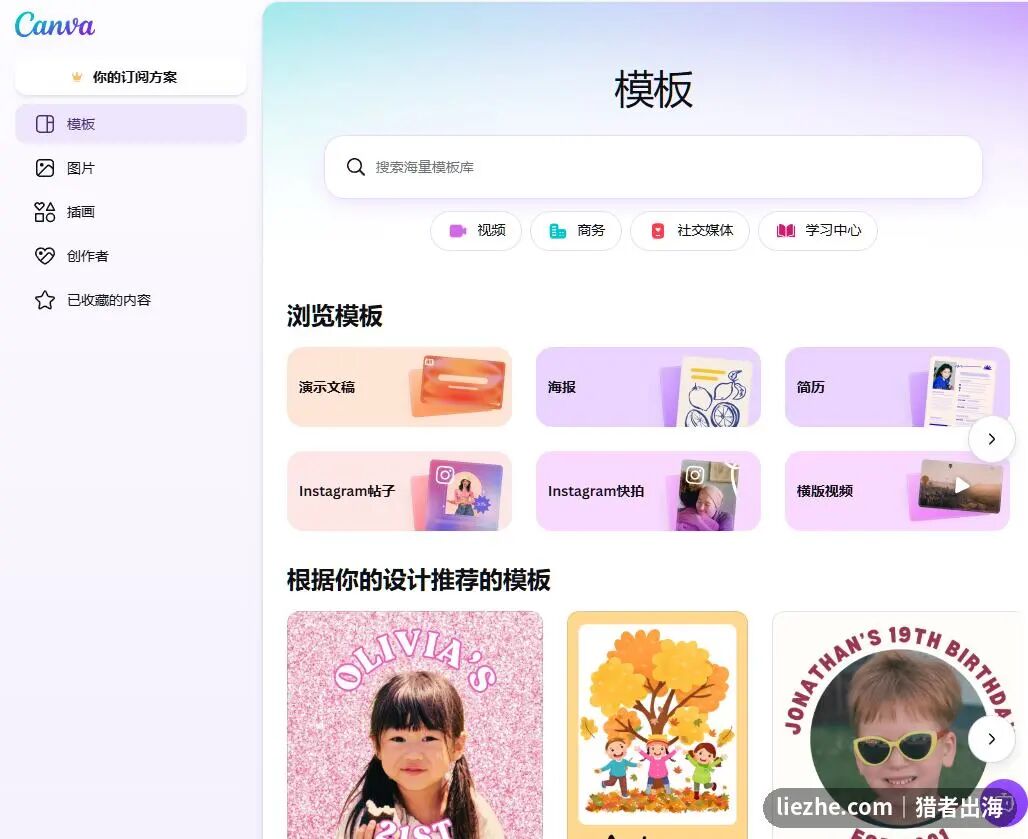 Canva
你的订阅方案
模板
图片
插画
创作者
已收藏的内容
模板
搜索海量模板库
视频
商务
社交媒体
学习中心
浏览模板
演示文稿
海报
简历
Instagram帖子
Instagram快拍
横版视频
根据你的设计推荐的模板
OLIVIA'S
21ST
JONATHAN'S 19TH BIRTHDA
liezhe.com | 猎者出海